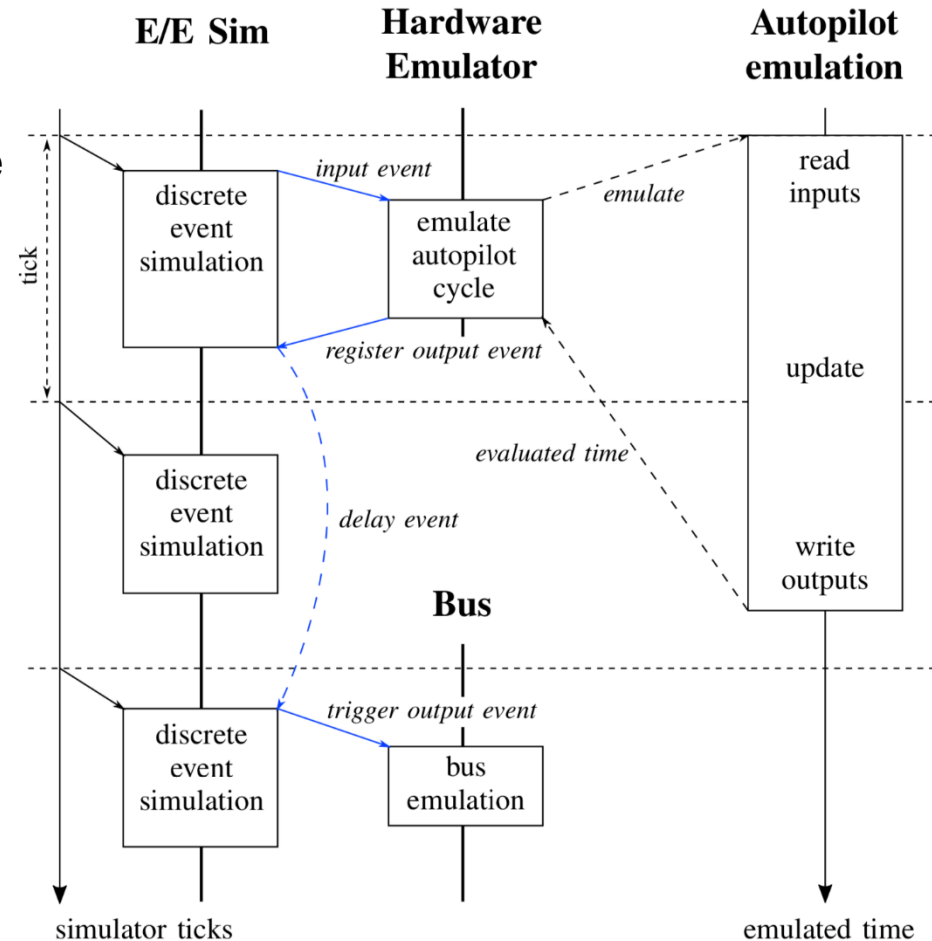 E/E Sim
Hardware
Emulator
Autopilot
emulation
e
tick
discrete
event
simulation
input event
emulate
autopilot
cycle
emulate
read
inputs
register output event
update
evaluated time
discrete
event
simulation
delay event
write
outputs
Bus
trigger output event
discrete
event
simulation
bus
emulation
simulator ticks
emulated time